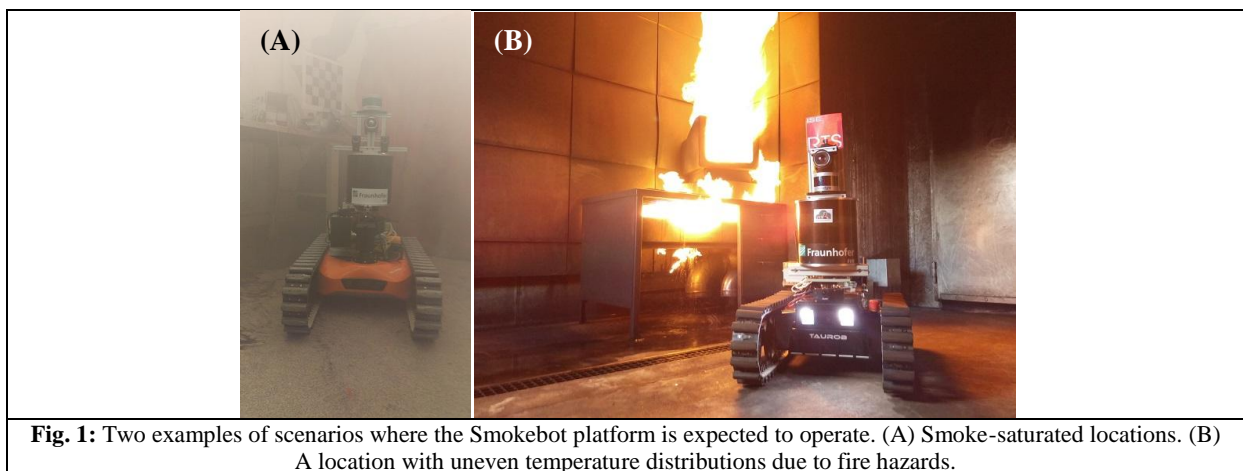 (A)
(B)
RTS
Fraunhofer
Fraunhofer
TAUROB
Fig. 1: Two examples of scenarios where the Smokebot platform is expected to operate. (A) Smoke-saturated locations. (B)
A location with uneven temperature distributions due to fire hazards.